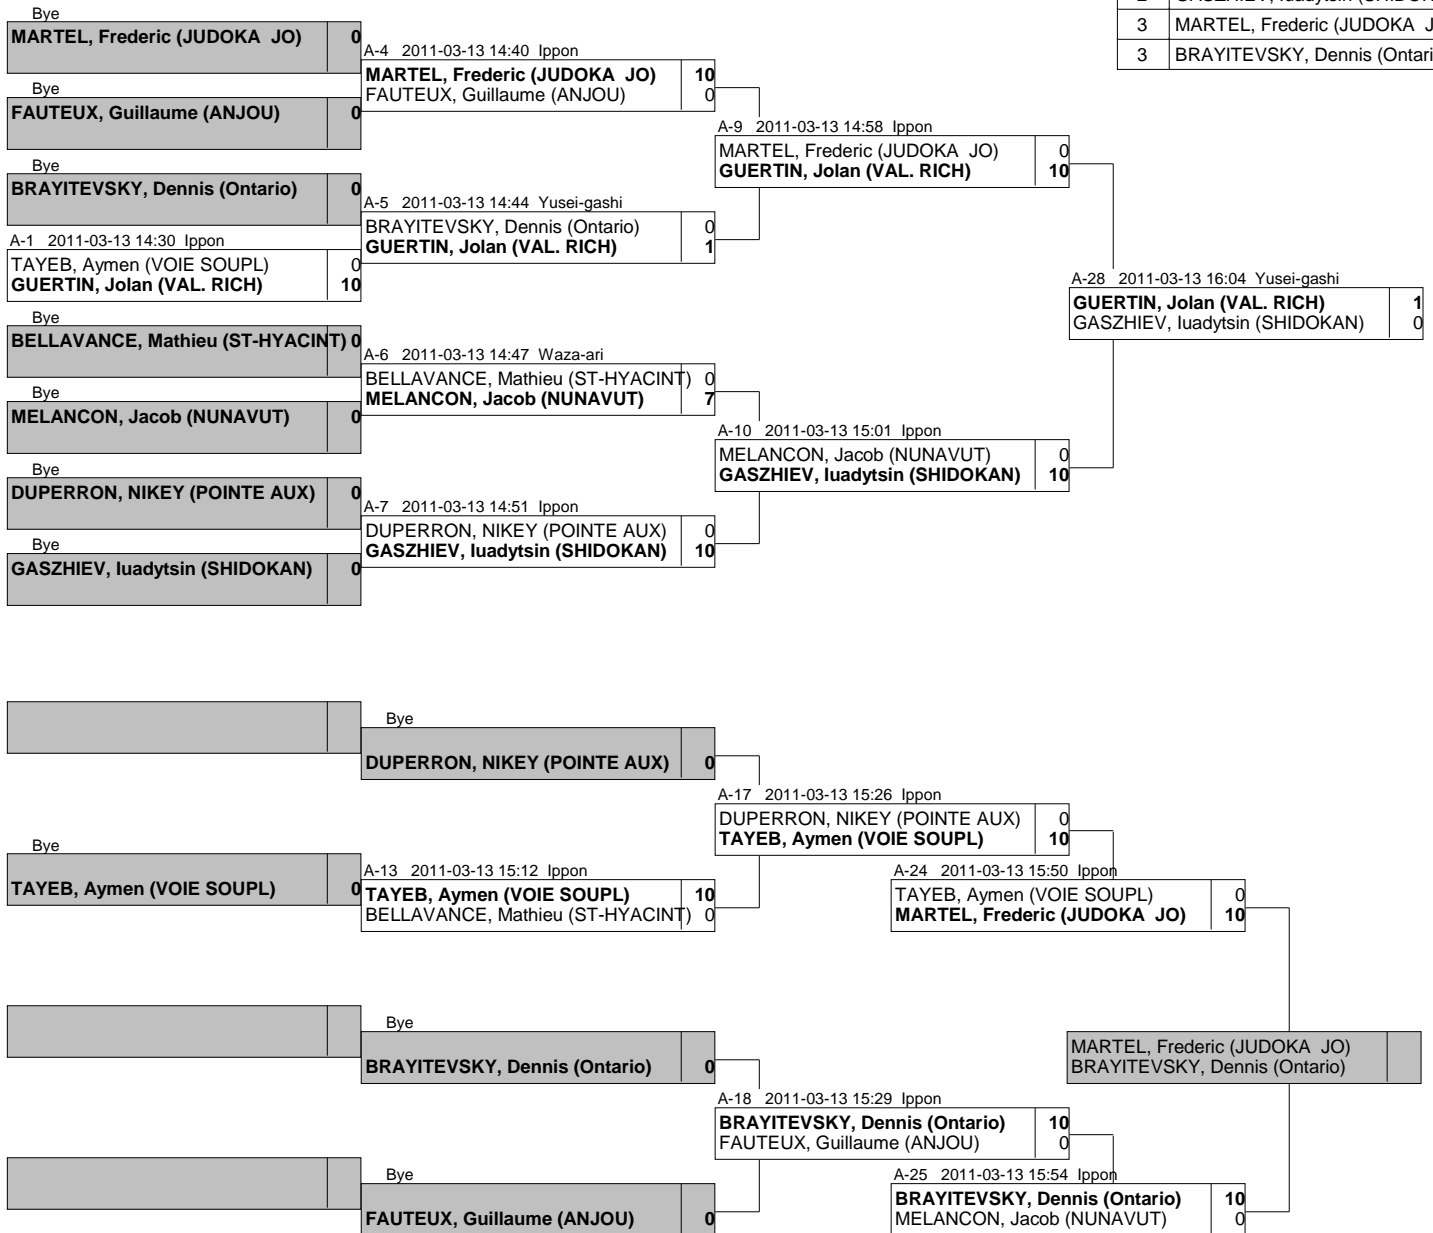 Bye
MARTEL, Frederic (JUDOKA JO) 0
Bye
FAUTEUX, Guillaume (ANJOU) 0
Bye
BRAYITEVSKY, Dennis (Ontario) 0
A-1 2011-03-13 14:30 Ippon
TAYEB, Aymen (VOIE SOUPL) 0
GUERTIN, Jolan (VAL. RICH) 10
Bye
BELLAVANCE, Mathieu (ST-HYACINT) 0
Bye
MELANCON, Jacob (NUNAVUT) 0
Bye
DUPERRON, NIKEY (POINTE AUX) 0
Bye
GASZHIEV, Iuadytsin (SHIDOKAN) 0
A-4 2011-03-13 14:40 Ippon
MARTEL, Frederic (JUDOKA JO) 10
FAUTEUX, Guillaume (ANJOU) 0
A-5 2011-03-13 14:44 Yusei-gashi
BRAYITEVSKY, Dennis (Ontario) 0
GUERTIN, Jolan (VAL. RICH) 1
A-6 2011-03-13 14:47 Waza-ari
BELLAVANCE, Mathieu (ST-HYACINT) 0
MELANCON, Jacob (NUNAVUT) 7
A-7 2011-03-13 14:51 Ippon
DUPERRON, NIKEY (POINTE AUX) 0
GASZHIEV, Iuadytsin (SHIDOKAN) 10
A-9 2011-03-13 14:58 Ippon
MARTEL, Frederic (JUDOKA JO) 0
GUERTIN, Jolan (VAL. RICH) 10
A-10 2011-03-13 15:01 Ippon
MELANCON, Jacob (NUNAVUT) 0
GASZHIEV, Iuadytsin (SHIDOKAN) 10
3 MARTEL, Frederic (JUDOKA J
3 BRAYITEVSKY, Dennis (Ontari
A-28 2011-03-13 16:04 Yusei-gashi
GUERTIN, Jolan (VAL. RICH) 1
GASZHIEV, Iuadytsin (SHIDOKAN) 0
Bye
DUPERRON, NIKEY (POINTE AUX) 0
Bye
TAYEB, Aymen (VOIE SOUPL) 0
A-13 2011-03-13 15:12 Ippon
TAYEB, Aymen (VOIE SOUPL) 10
BELLAVANCE, Mathieu (ST-HYACINT) 0
A-17 2011-03-13 15:26 Ippon
DUPERRON, NIKEY (POINTE AUX) 0
TAYEB, Aymen (VOIE SOUPL) 10
A-24 2011-03-13 15:50 Ippon
TAYEB, Aymen (VOIE SOUPL) 0
MARTEL, Frederic (JUDOKA JO) 10
Bye
BRAYITEVSKY, Dennis (Ontario) 0
Bye
FAUTEUX, Guillaume (ANJOU) 0
A-18 2011-03-13 15:29 Ippon
BRAYITEVSKY, Dennis (Ontario) 10
FAUTEUX, Guillaume (ANJOU) 0
A-25 2011-03-13 15:54 Ippon
BRAYITEVSKY, Dennis (Ontario) 10
MELANCON, Jacob (NUNAVUT) 0
MARTEL, Frederic (JUDOKA JO)
BRAYITEVSKY, Dennis (Ontario)